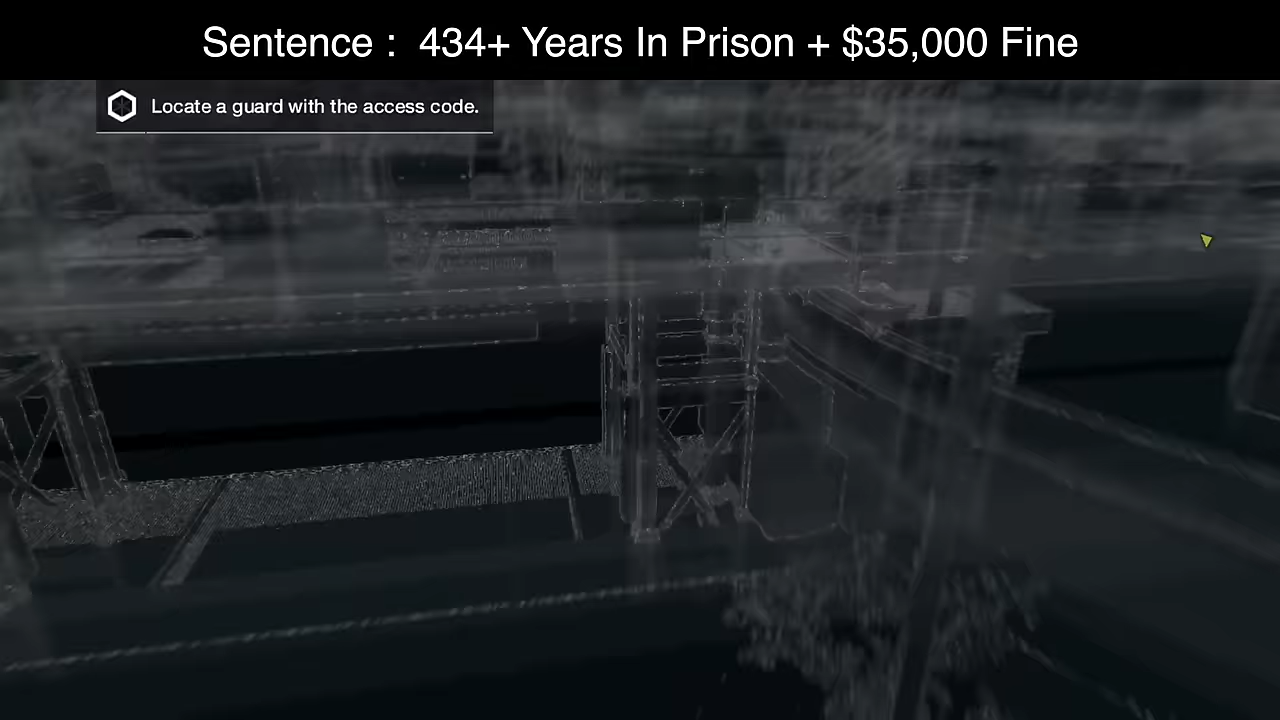 Sentence :  434+ Years In Prison + $35,000 Fine
Locate a guard with the access code.